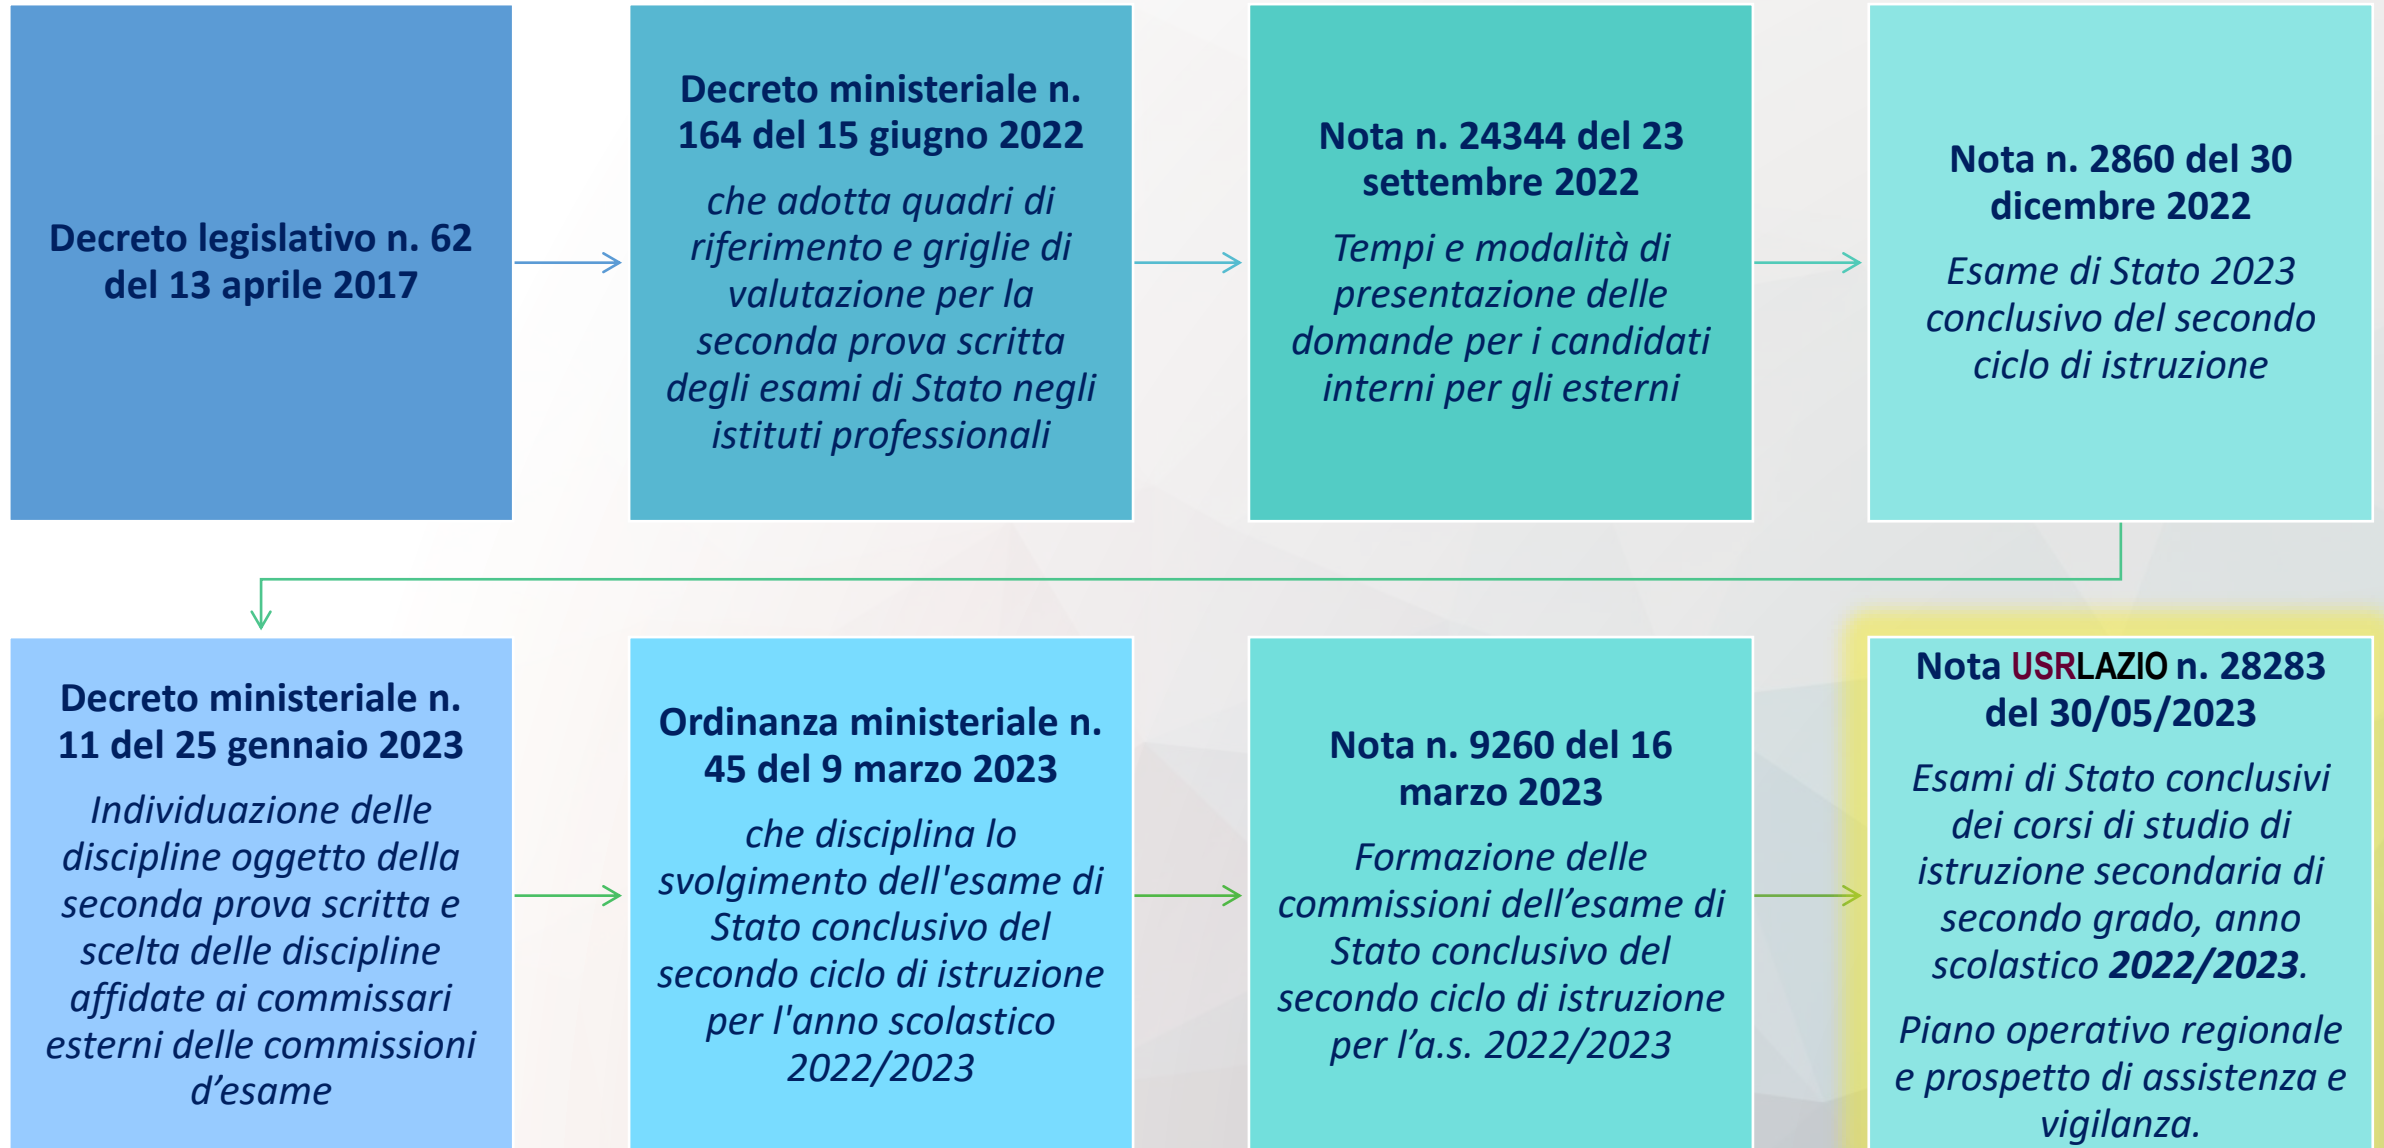 Decreto legislativo n. 62
del 13 aprile 2017
Decreto ministeriale n.
164 del 15 giugno 2022
che adotta quadri di
riferimento e griglie di
valutazione per la
seconda prova scritta
degli esami di Stato negli
istituti professionali
Nota n. 24344 del 23
settembre 2022
Tempi e modalità di
presentazione delle
domande per i candidati
interni per gli esterni
Nota n. 2860 del 30
dicembre 2022
Esame di Stato 2023
conclusivo del secondo
ciclo di istruzione
Decreto ministeriale n.
11 del 25 gennaio 2023
Individuazione delle
discipline oggetto della
seconda prova scritta e
scelta delle discipline
affidate ai commissari
esterni delle commissioni
d’esame
Ordinanza ministeriale n.
45 del 9 marzo 2023
che disciplina lo
svolgimento dell'esame di
Stato conclusivo del
secondo ciclo di istruzione
per l'anno scolastico
2022/2023
Nota n. 9260 del 16
marzo 2023
Formazione delle
commissioni dell’esame di
Stato conclusivo del
secondo ciclo di istruzione
per l’a.s. 2022/2023
Nota USRLAZIO n. 28283
del 30/05/2023
Esami di Stato conclusivi
dei corsi di studio di
istruzione secondaria di
secondo grado, anno
scolastico 2022/2023.
Piano operativo regionale
e prospetto di assistenza e
vigilanza.